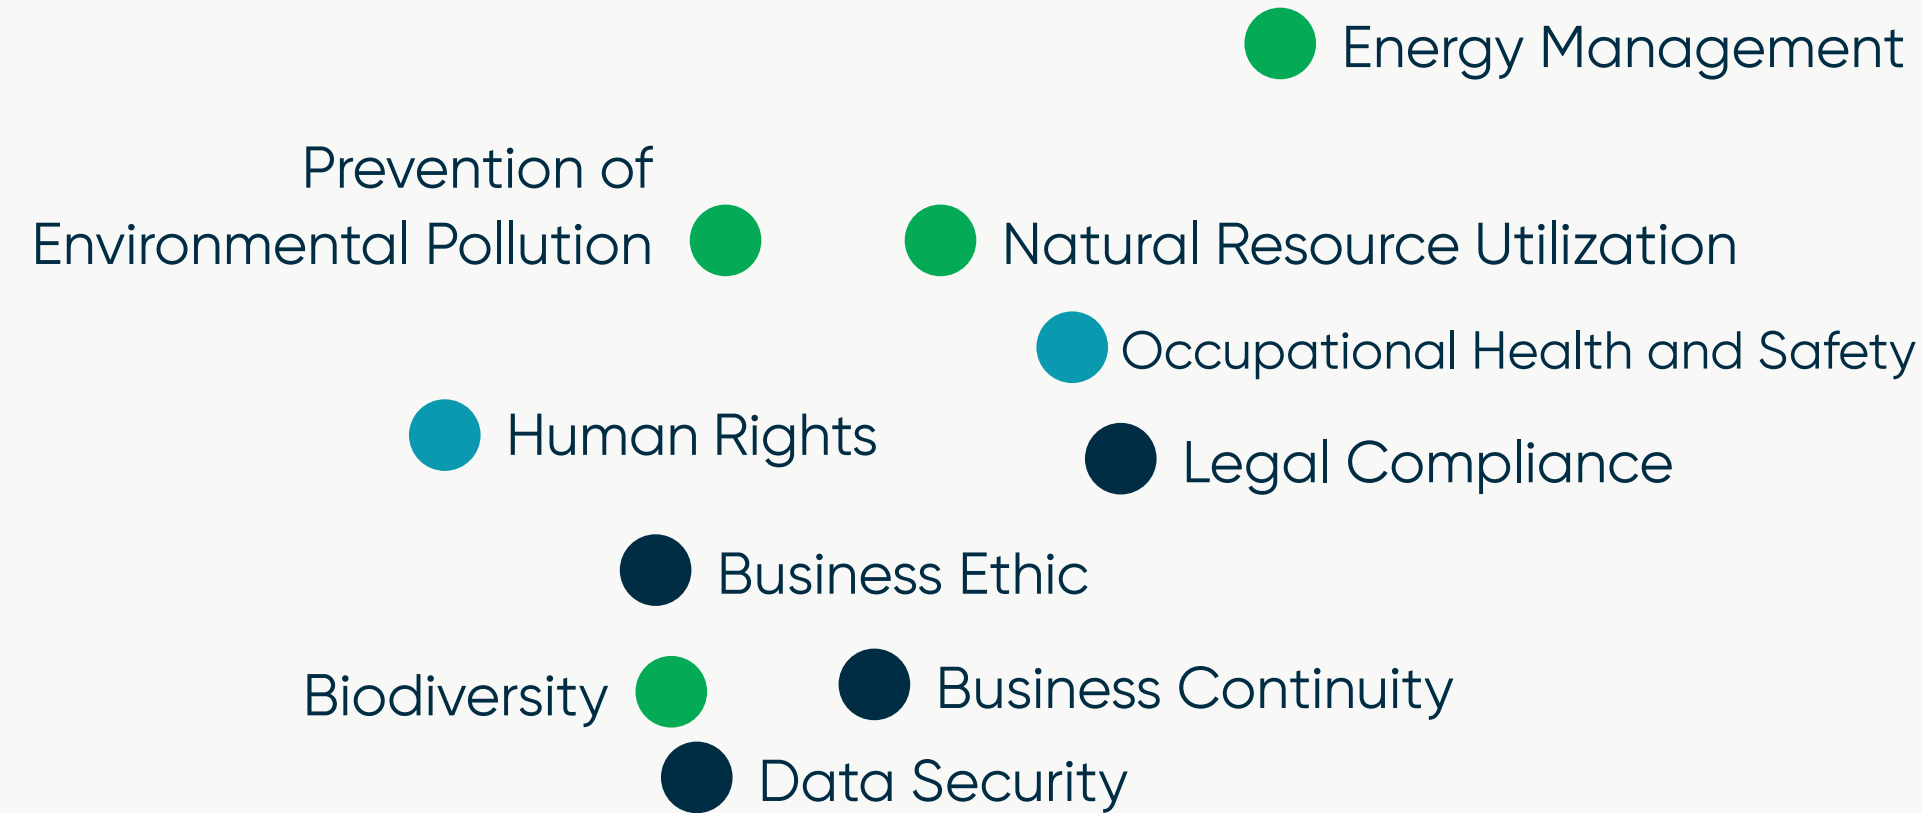 Energy Management
Prevention of
Environmental Pollution
Natural Resource Utilization
Occupational Health and Safety
Human Rights
Legal Compliance
Business Ethic
Biodiversity
Business Continuity
Data Security